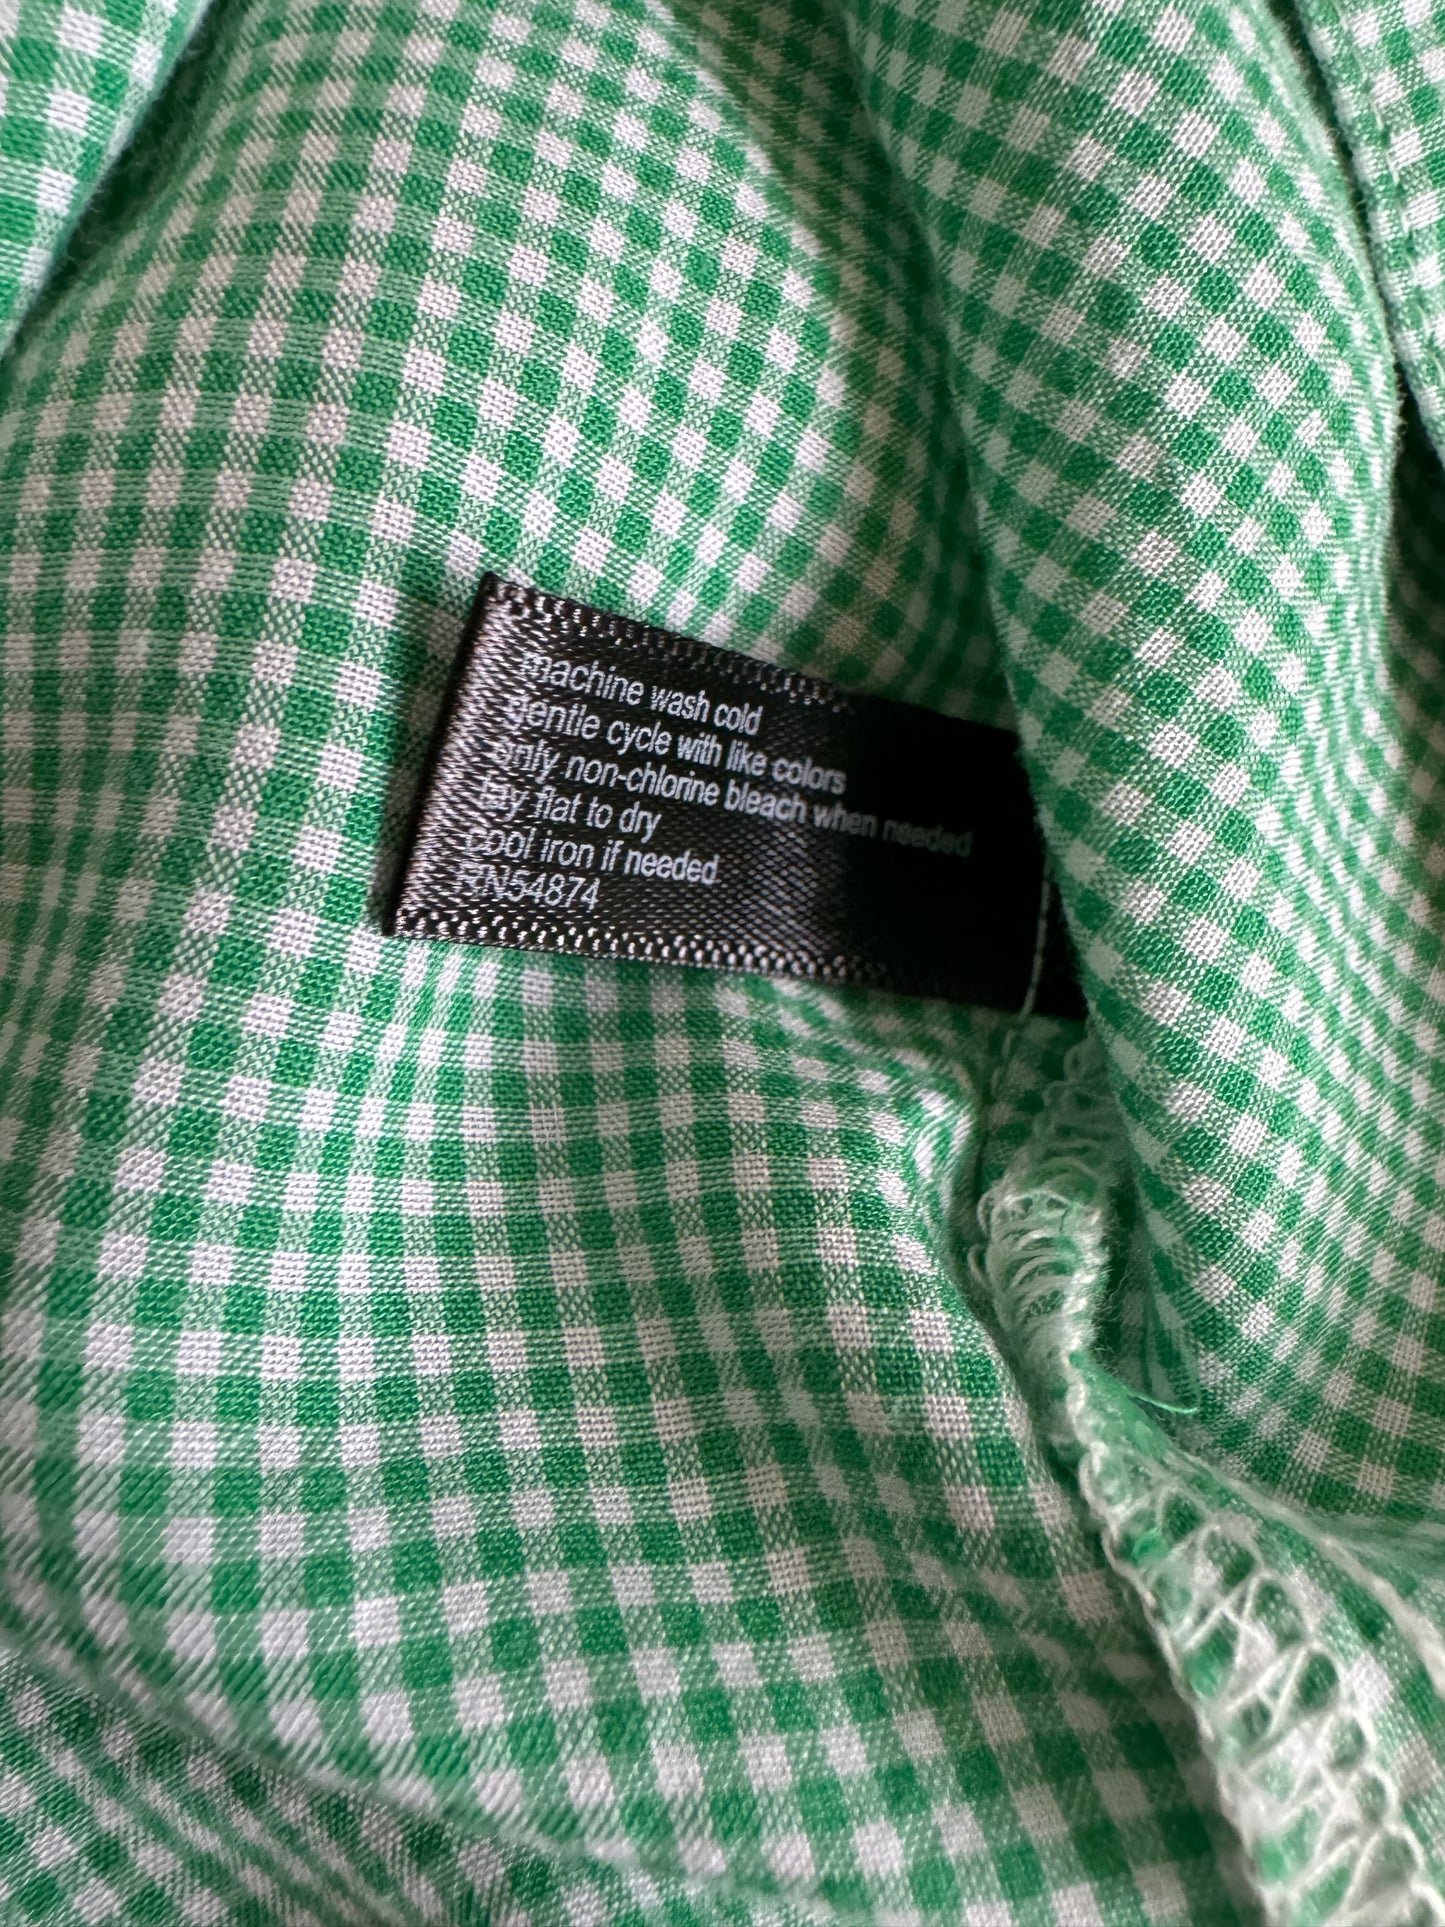 machine wash cold
gentle cycle with like colors
only non-chlorine bleach when needed
lay flat to dry
cool iron if needed
RN54874